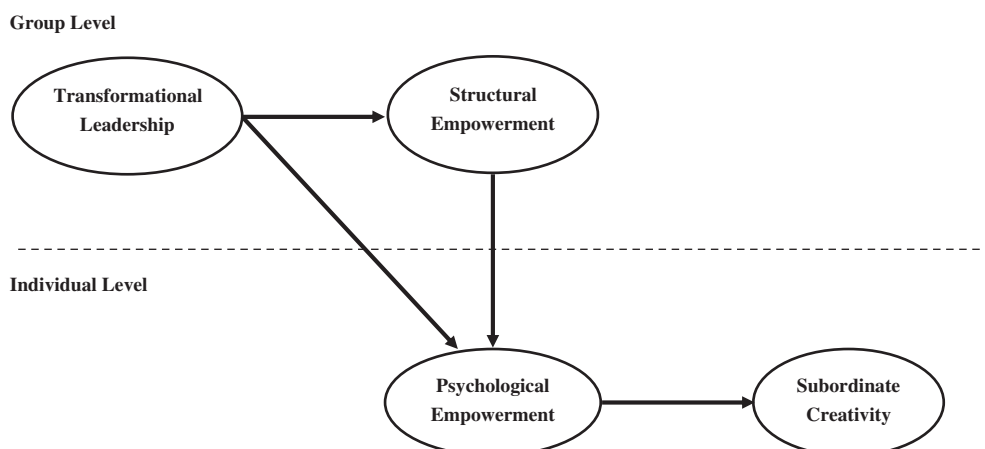 Group Level
Transformational
Leadership
Structural
Empowerment
Individual Level
Psychological
Empowerment
Subordinate
Creativity